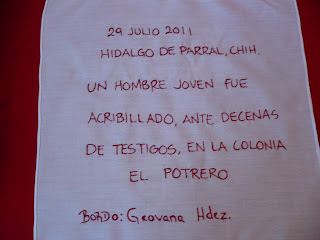 29 JULIO 2011
HIDALGO DE PARRAL, CHIH.
UN HOMBRE JOVEN FUE
ACRIBILLADO, ANTE DECENAS
DE TESTIGOS, EN LA COLONIA
EL POTRERO
BORDO: Geovana Hdez.